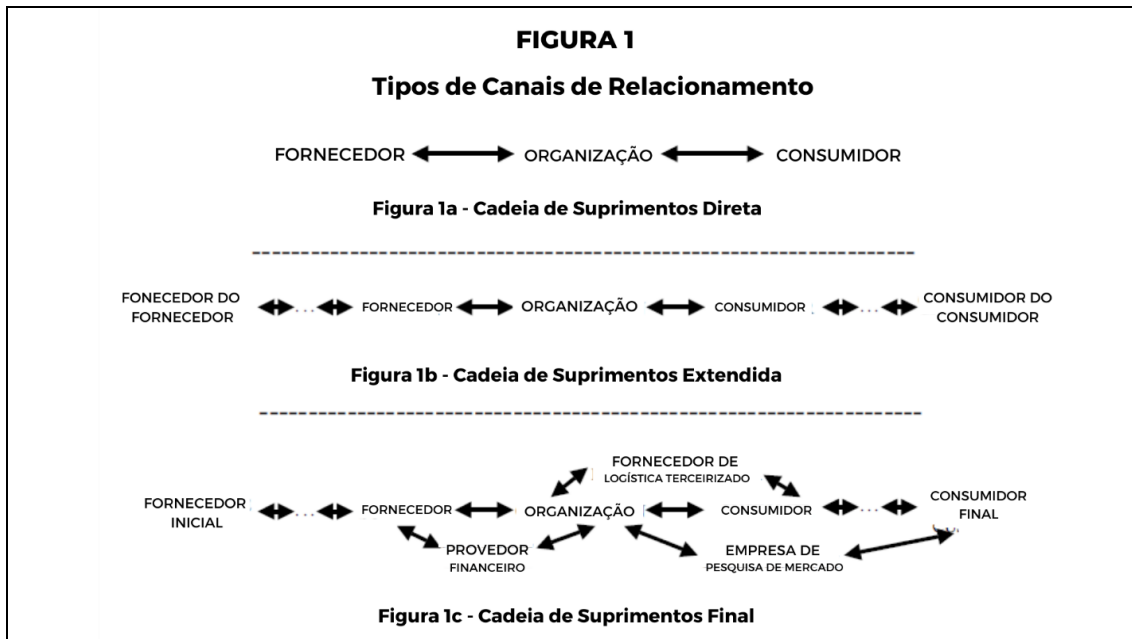 FIGURA 1
Tipos de Canais de Relacionamento
FORNECEDOR ORGANIZAÇÃO CONSUMIDOR
Figura 1a - Cadeia de Suprimentos Direta
FONECEDOR DO
FORNECEDOR
... FORNECEDOR ORGANIZAÇÃO CONSUMIDOR ...
CONSUMIDOR DO
CONSUMIDOR
Figura 1b - Cadeia de Suprimentos Extendida
FORNECEDOR DE
LOGÍSTICA TERCEIRIZADO
FORNECEDOR
INICIAL
... FORNECEDOR ORGANIZAÇÃO CONSUMIDOR ...
CONSUMIDOR
FINAL
PROVEDOR
FINANCEIRO
EMPRESA DE
PESQUISA DE MERCADO
Figura 1c - Cadeia de Suprimentos Final